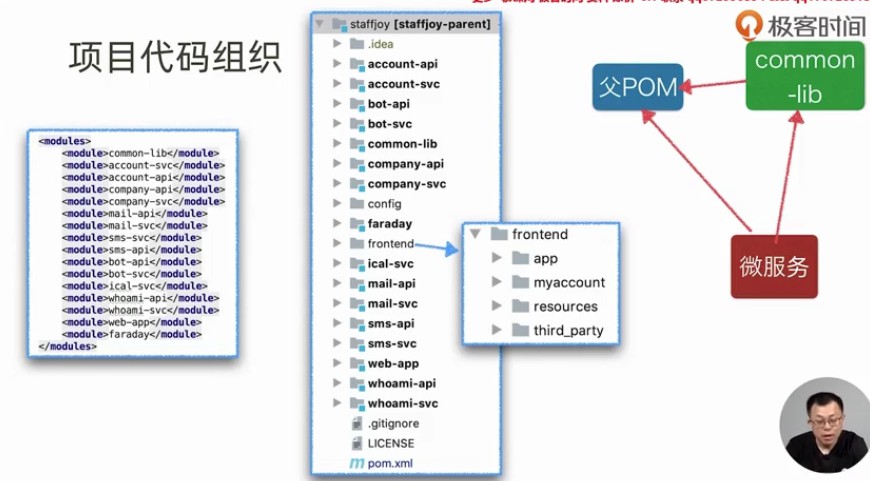 极客时间
项目代码组织
<modules>
<module>common-lib</module>
<module>account-svc</module>
<module>account-api</module>
<module>company-api</module>
<module>company-svc</module>
<module>mail-api</module>
<module>mail-svc</module>
<module>sms-svc</module>
<module>sms-api</module>
<module>bot-api</module>
<module>bot-svc</module>
<module>ical-svc</module>
<module>whoami-api</module>
<module>whoami-svc</module>
<module>web-app</module>
<module>faraday</module>
</modules>
staffjoy [staffjoy-parent]
.idea
account-api
account-svc
bot-api
bot-svc
common-lib
company-api
company-svc
config
faraday
frontend
ical-svc
mail-api
mail-svc
sms-api
sms-svc
web-app
whoami-api
whoami-svc
.gitignore
LICENSE
pom.xml
frontend
app
myaccount
resources
third_party
父POM
common
-lib
微服务